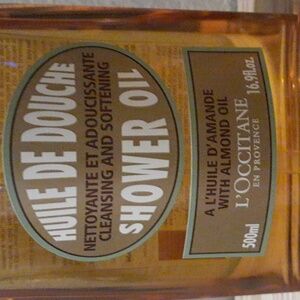 HUILE DE DOUCHE
NETTOYANTE ET ADOUCISSANTE
CLEANSING AND SOFTENING
SHOWER OIL
A L'HUILE D'AMANDE
WITH ALMOND OIL
L'OCCITANE
EN PROVENCE
500ml 16.9fl.oz